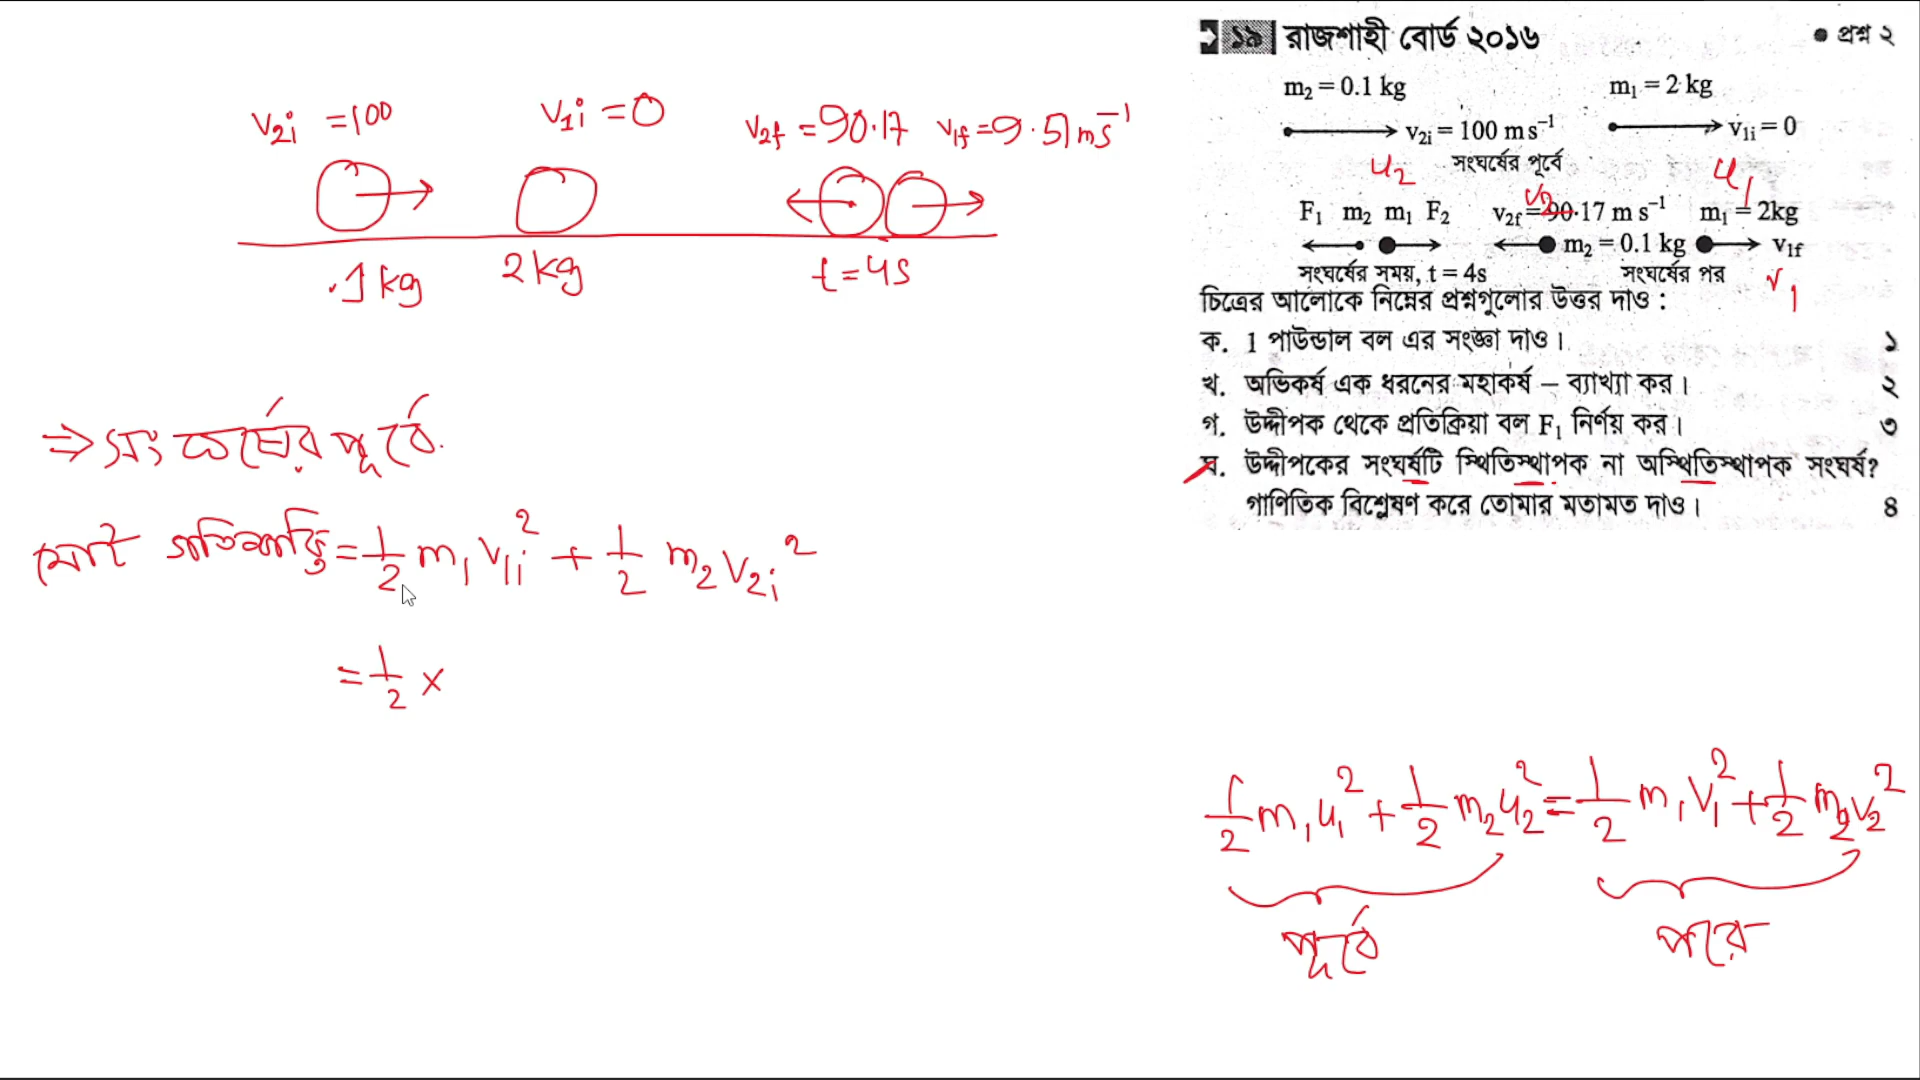 ১৯ রাজশাহী বোর্ড ২০১৬ ● প্রশ্ন ২
m₂ = 0.1 kg m₁ = 2 kg
v₂ᵢ = 100 m s⁻¹ v₁ᵢ = 0
সংঘর্ষের পূর্বে
u₂ u₁
v₂
F₁ m₂ m₁ F₂ v₂f = 90.17 m s⁻¹ m₁ = 2kg
m₂ = 0.1 kg v₁f
সংঘর্ষের সময়, t = 4s সংঘর্ষের পর
v₁
চিত্রের আলোকে নিম্নের প্রশ্নগুলোর উত্তর দাও :
ক. 1 পাউন্ডাল বল এর সংজ্ঞা দাও। ১
খ. অভিকর্ষ এক ধরনের মহাকর্ষ – ব্যাখ্যা কর। ২
গ. উদ্দীপক থেকে প্রতিক্রিয়া বল F₁ নির্ণয় কর। ৩
ঘ. উদ্দীপকের সংঘর্ষটি স্থিতিস্থাপক না অস্থিতিস্থাপক সংঘর্ষ?
গাণিতিক বিশ্লেষণ করে তোমার মতামত দাও। ৪
v₂ᵢ = 100 v₁ᵢ = 0 v₂f = 90.17 v₁f = 9.51 ms⁻¹
.1 kg 2 kg t = 4s
⇒ সংঘর্ষের পূর্বে.
মোট গতিশক্তি = 1/2 m₁ v₁ᵢ² + 1/2 m₂ v₂ᵢ²
= 1/2 ×
1/2 m₁u₁² + 1/2 m₂u₂² = 1/2 m₁v₁² + 1/2 m₂v₂²
পূর্বে পরে